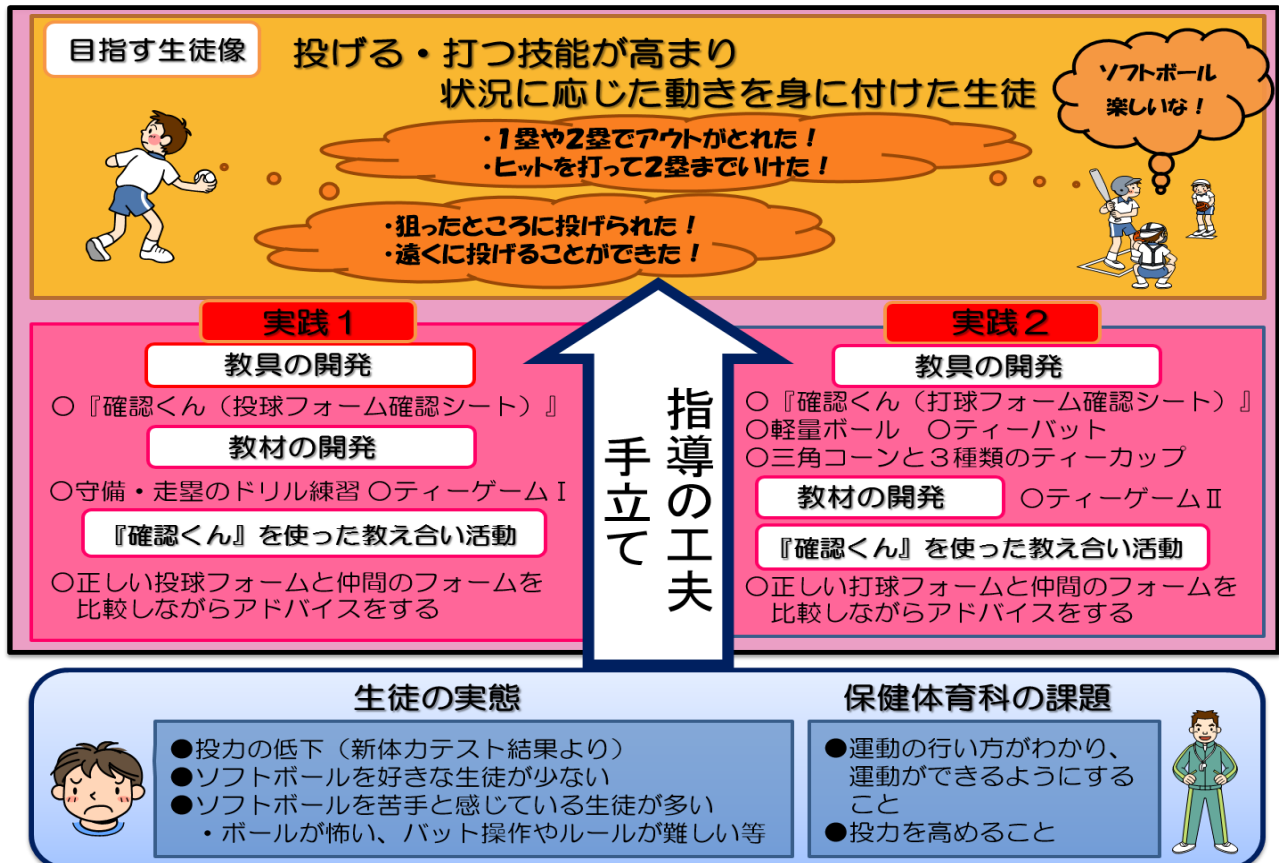 目指す生徒像
投げる・打つ技能が高まり
状況に応じた動きを身に付けた生徒
ソフトボール
楽しいな！
・1塁や2塁でアウトがとれた！
・ヒットを打って2塁までいけた！
・狙ったところに投げられた！
・遠くに投げることができた！
実践１
教具の開発
○『確認くん（投球フォーム確認シート）』
教材の開発
○守備・走塁のドリル練習 ○ティーゲームⅠ
『確認くん』を使った教え合い活動
○正しい投球フォームと仲間のフォームを
比較しながらアドバイスをする
指導の工夫
手立て
実践２
教具の開発
○『確認くん（打球フォーム確認シート）』
○軽量ボール　○ティーバット
○三角コーンと３種類のティーカップ
教材の開発　○ティーゲームⅡ
『確認くん』を使った教え合い活動
○正しい打球フォームと仲間のフォームを
比較しながらアドバイスをする
生徒の実態
●投力の低下（新体力テスト結果より）
●ソフトボールを好きな生徒が少ない
●ソフトボールを苦手と感じている生徒が多い
・ボールが怖い、バット操作やルールが難しい等
保健体育科の課題
●運動の行い方がわかり、
運動ができるようにする
こと
●投力を高めること